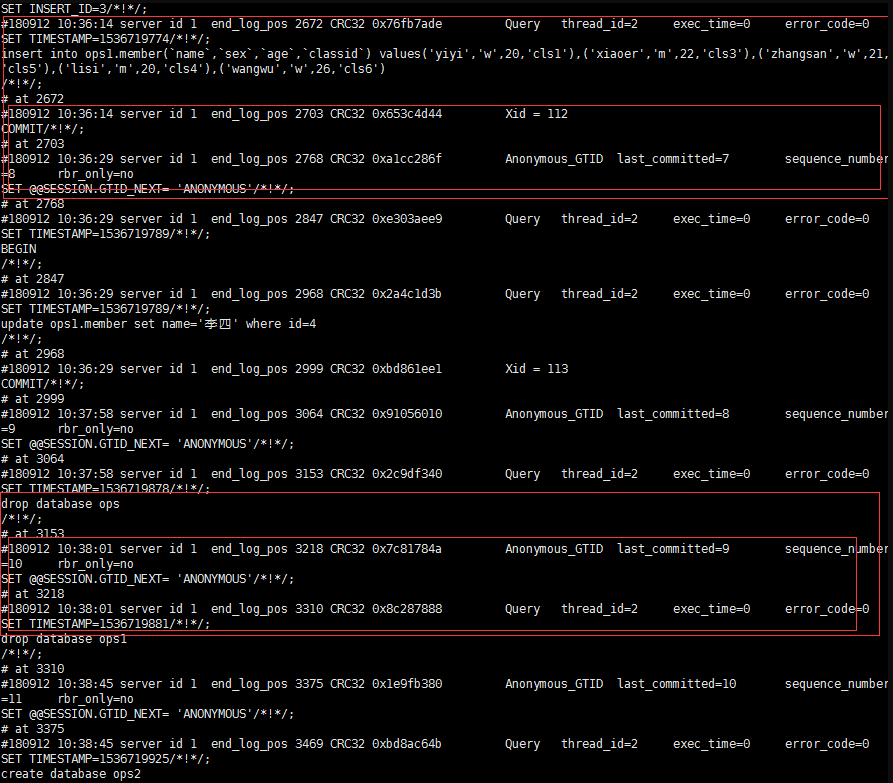 SET INSERT_ID=3/*!*/;
#180912 10:36:14 server id 1  end_log_pos 2672 CRC32 0x76fb7ade         Query   thread_id=2     exec_time=0     error_code=0
SET TIMESTAMP=1536719774/*!*/;
insert into ops1.member(`name`,`sex`,`age`,`classid`) values('yiyi','w',20,'cls1'),('xiaoer','m',22,'cls3'),('zhangsan','w',21,
'cls5'),('lisi','m',20,'cls4'),('wangwu','w',26,'cls6')
/*!*/;
# at 2672
#180912 10:36:14 server id 1  end_log_pos 2703 CRC32 0x653c4d44         Xid = 112
COMMIT/*!*/;
# at 2703
#180912 10:36:29 server id 1  end_log_pos 2768 CRC32 0xa1cc286f         Anonymous_GTID  last_committed=7        sequence_number
=8      rbr_only=no
SET @@SESSION.GTID_NEXT= 'ANONYMOUS'/*!*/;
# at 2768
#180912 10:36:29 server id 1  end_log_pos 2847 CRC32 0xe303aee9         Query   thread_id=2     exec_time=0     error_code=0
SET TIMESTAMP=1536719789/*!*/;
BEGIN
/*!*/;
# at 2847
#180912 10:36:29 server id 1  end_log_pos 2968 CRC32 0x2a4c1d3b         Query   thread_id=2     exec_time=0     error_code=0
SET TIMESTAMP=1536719789/*!*/;
update ops1.member set name='李四' where id=4
/*!*/;
# at 2968
#180912 10:36:29 server id 1  end_log_pos 2999 CRC32 0xbd861ee1         Xid = 113
COMMIT/*!*/;
# at 2999
#180912 10:37:58 server id 1  end_log_pos 3064 CRC32 0x91056010         Anonymous_GTID  last_committed=8        sequence_number
=9      rbr_only=no
SET @@SESSION.GTID_NEXT= 'ANONYMOUS'/*!*/;
# at 3064
#180912 10:37:58 server id 1  end_log_pos 3153 CRC32 0x2c9df340         Query   thread_id=2     exec_time=0     error_code=0
SET TIMESTAMP=1536719878/*!*/;
drop database ops
/*!*/;
# at 3153
#180912 10:38:01 server id 1  end_log_pos 3218 CRC32 0x7c81784a         Anonymous_GTID  last_committed=9        sequence_number
=10     rbr_only=no
SET @@SESSION.GTID_NEXT= 'ANONYMOUS'/*!*/;
# at 3218
#180912 10:38:01 server id 1  end_log_pos 3310 CRC32 0x8c287888         Query   thread_id=2     exec_time=0     error_code=0
SET TIMESTAMP=1536719881/*!*/;
drop database ops1
/*!*/;
# at 3310
#180912 10:38:45 server id 1  end_log_pos 3375 CRC32 0x1e9fb380         Anonymous_GTID  last_committed=10       sequence_number
=11     rbr_only=no
SET @@SESSION.GTID_NEXT= 'ANONYMOUS'/*!*/;
# at 3375
#180912 10:38:45 server id 1  end_log_pos 3469 CRC32 0xbd8ac64b         Query   thread_id=2     exec_time=0     error_code=0
SET TIMESTAMP=1536719925/*!*/;
create database ops2